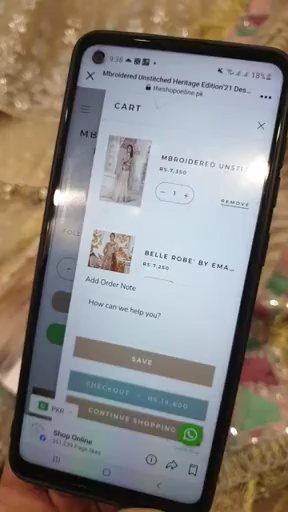 9:38
18%
Mbroidered Unstitched Heritage Edition'21 Des...
theshoponline.pk
CART
MBROIDERED UNSTI
RS.7,350
− 1 +
REMOVE
BELLE ROBE' BY EMA...
RS.7,250
Add Order Note
How can we help you?
SAVE
CHECKOUT • RS.14,600
CONTINUE SHOPPING
PKR
Shop Online